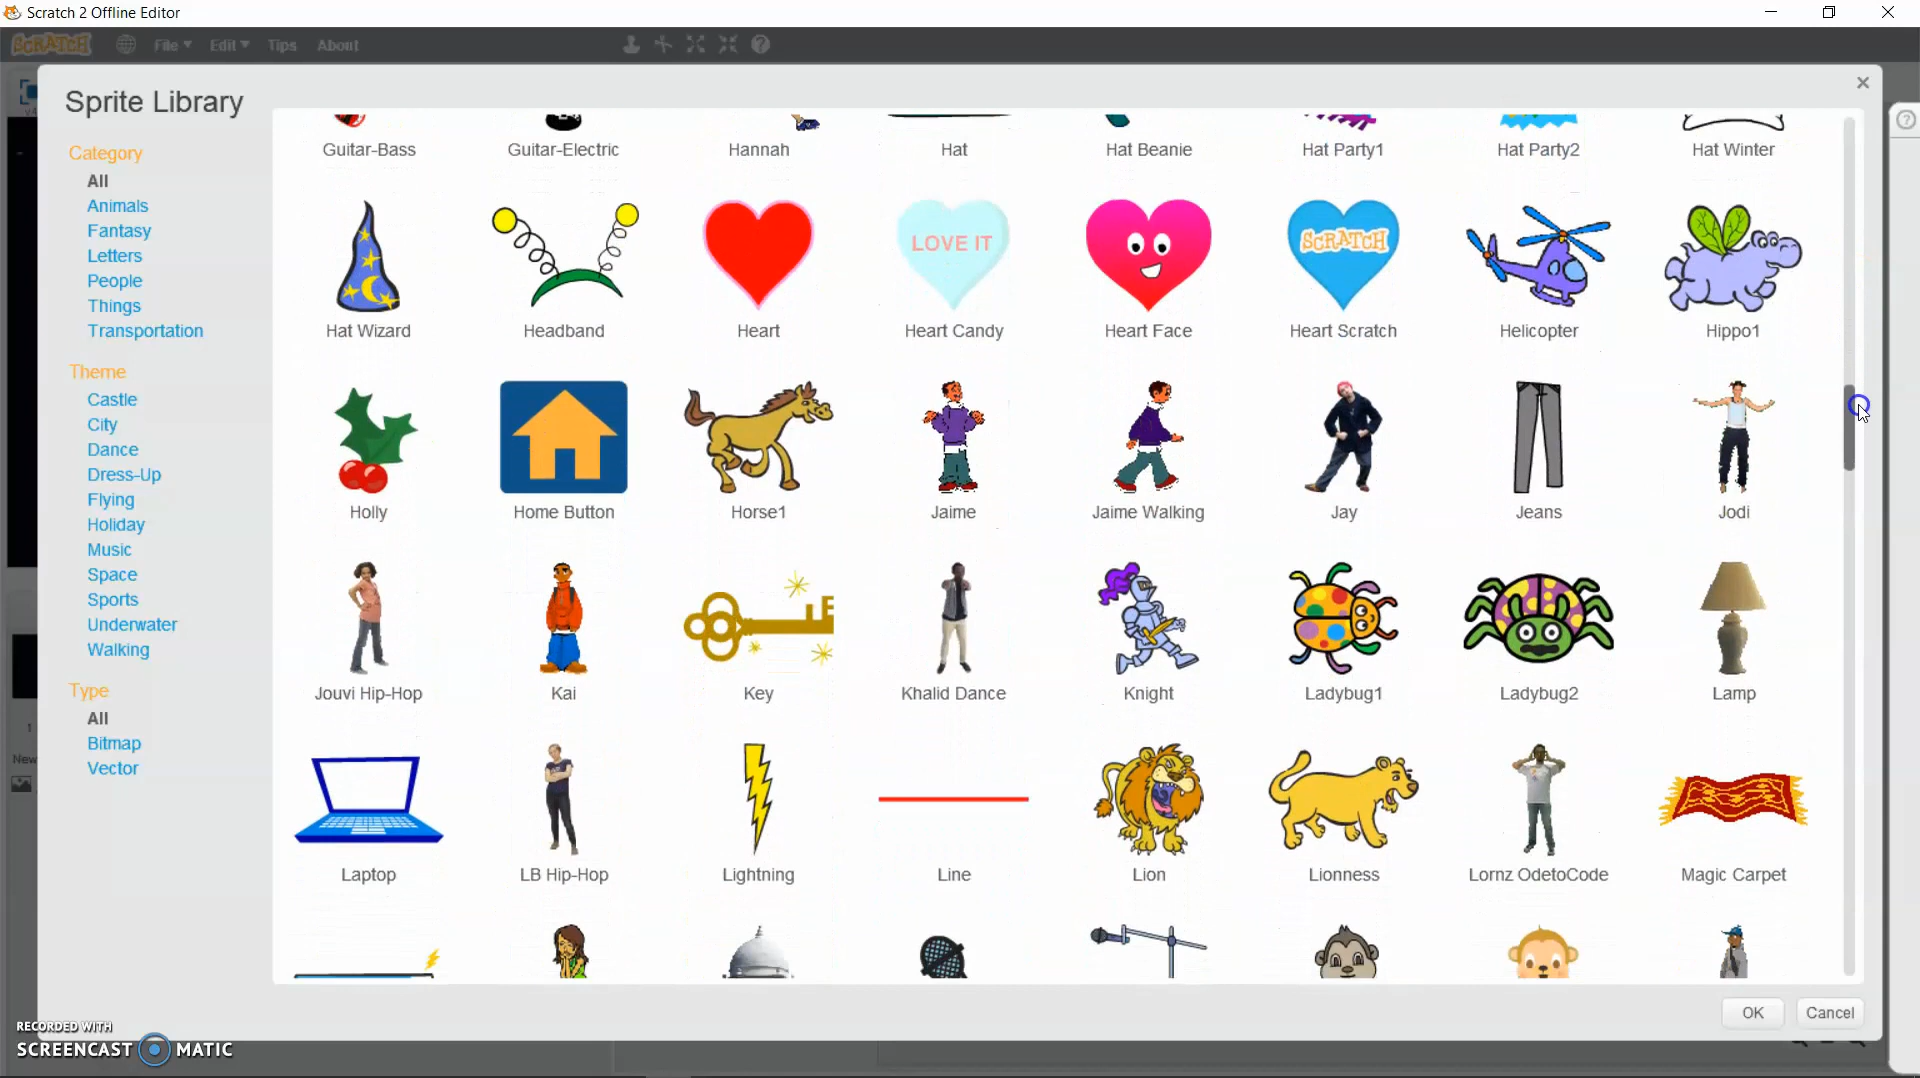 Scratch 2 Offline Editor
SCRATCH File Edit Tips About
Sprite Library
Category
All
Animals
Fantasy
Letters
People
Things
Transportation
Theme
Castle
City
Dance
Dress-Up
Flying
Holiday
Music
Space
Sports
Underwater
Walking
Type
All
Bitmap
Vector
Guitar-Bass Guitar-Electric Hannah Hat Hat Beanie Hat Party1 Hat Party2 Hat Winter
LOVE IT SCRATCH
Hat Wizard Headband Heart Heart Candy Heart Face Heart Scratch Helicopter Hippo1
Holly Home Button Horse1 Jaime Jaime Walking Jay Jeans Jodi
Jouvi Hip-Hop Kai Key Khalid Dance Knight Ladybug1 Ladybug2 Lamp
Laptop LB Hip-Hop Lightning Line Lion Lionness Lornz OdetoCode Magic Carpet
New
OK Cancel
RECORDED WITH
SCREENCAST MATIC